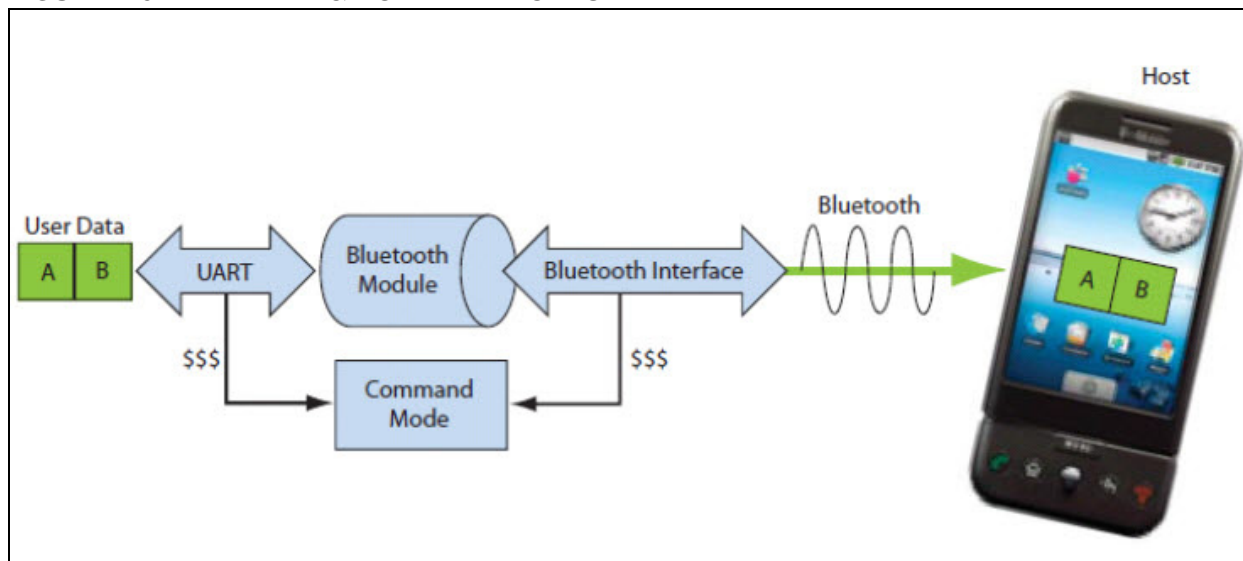 Host
User Data
A B
UART
Bluetooth
Module
Bluetooth Interface
Bluetooth
A B
$$$
$$$
Command
Mode